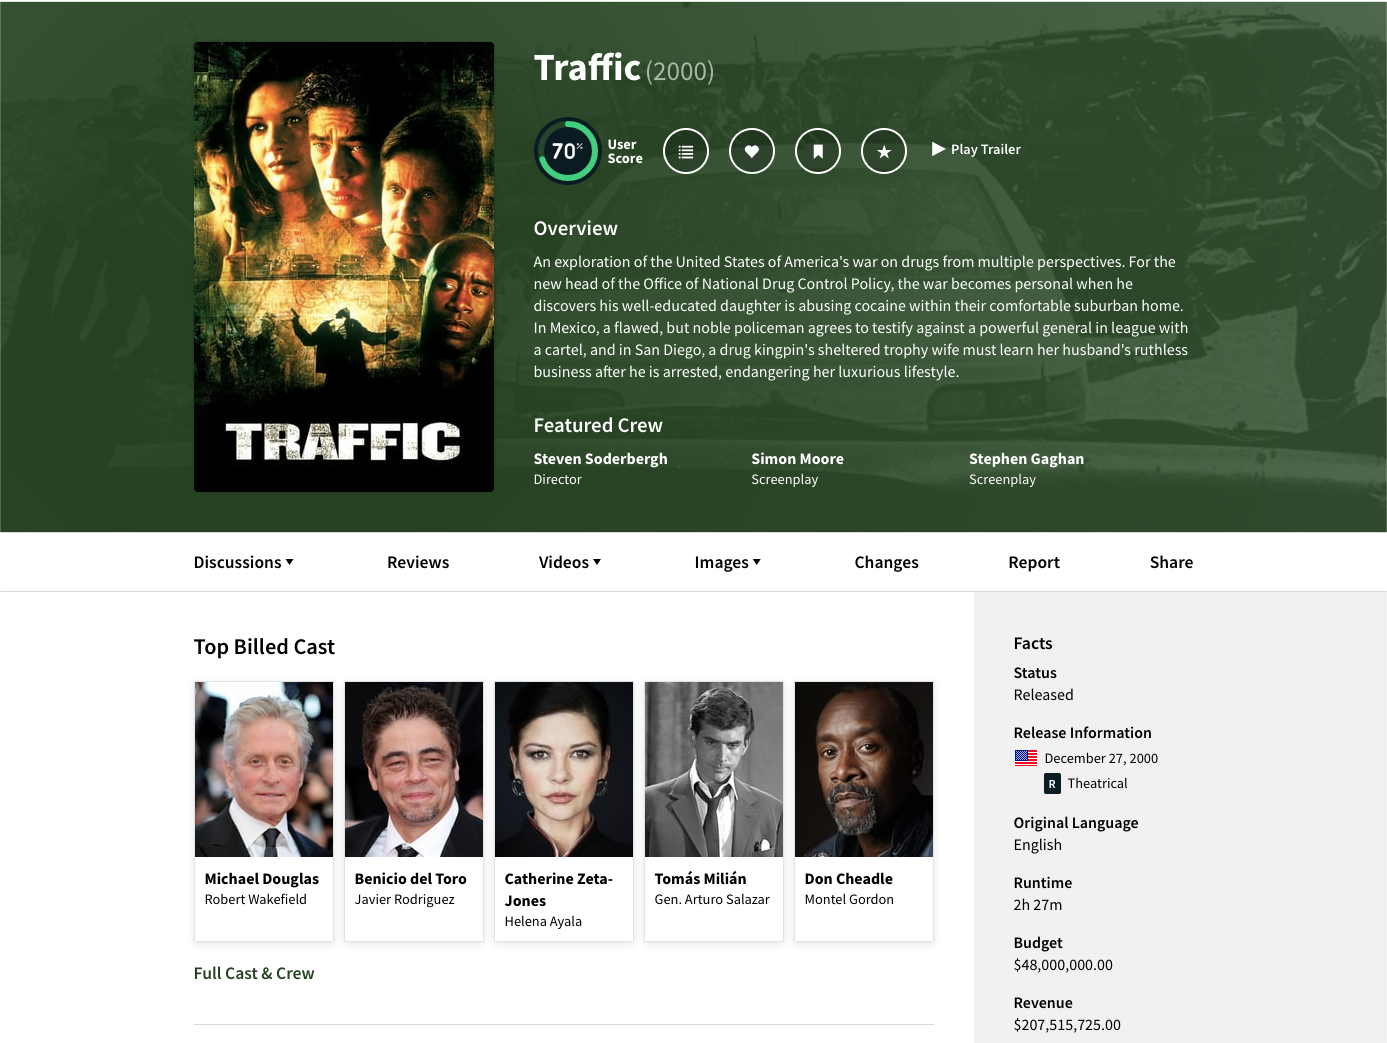 TRAFFIC
Traffic (2000)
70%
User
Score
Play Trailer
Overview
An exploration of the United States of America's war on drugs from multiple perspectives. For the
new head of the Office of National Drug Control Policy, the war becomes personal when he
discovers his well-educated daughter is abusing cocaine within their comfortable suburban home.
In Mexico, a flawed, but noble policeman agrees to testify against a powerful general in league with
a cartel, and in San Diego, a drug kingpin's sheltered trophy wife must learn her husband's ruthless
business after he is arrested, endangering her luxurious lifestyle.
Featured Crew
Steven Soderbergh
Director
Simon Moore
Screenplay
Stephen Gaghan
Screenplay
Discussions Reviews Videos Images Changes Report Share
Top Billed Cast
Michael Douglas
Robert Wakefield
Benicio del Toro
Javier Rodriguez
Catherine Zeta-
Jones
Helena Ayala
Tomás Milián
Gen. Arturo Salazar
Don Cheadle
Montel Gordon
Full Cast & Crew
Facts
Status
Released
Release Information
December 27, 2000
R Theatrical
Original Language
English
Runtime
2h 27m
Budget
$48,000,000.00
Revenue
$207,515,725.00